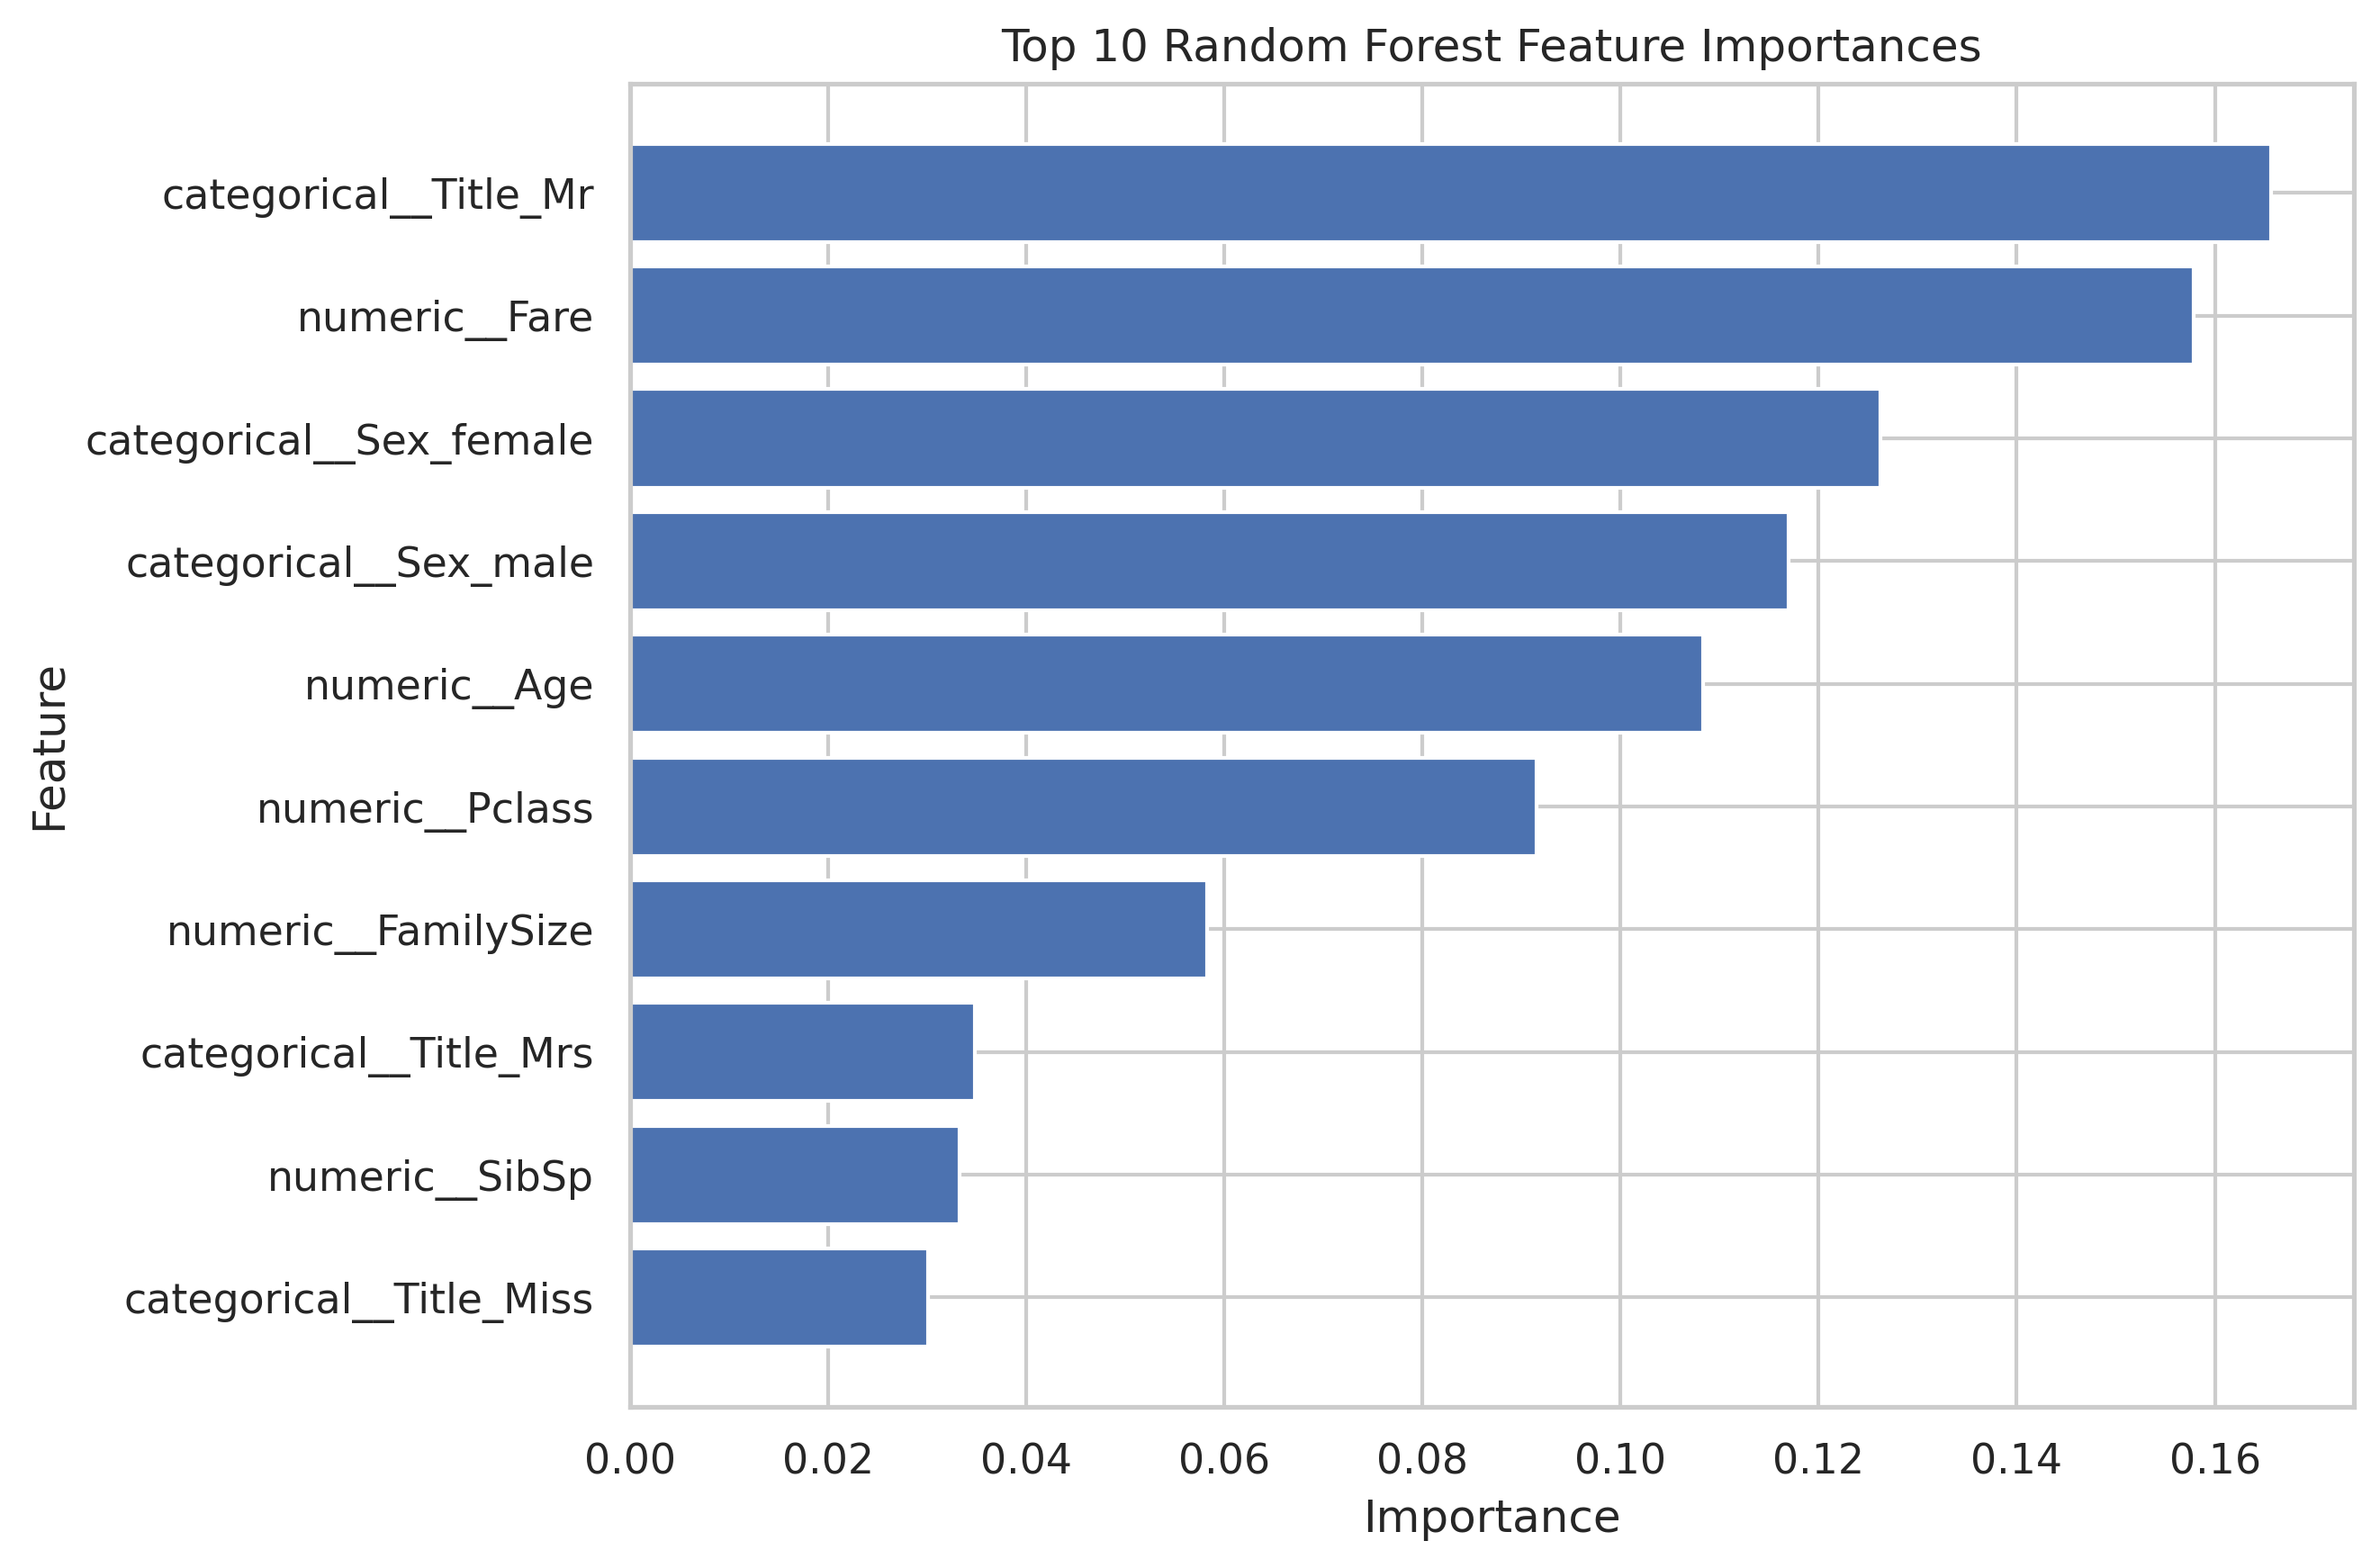 Top 10 Random Forest Feature Importances
categorical__Title_Mr
numeric__Fare
categorical__Sex_female
categorical__Sex_male
numeric__Age
numeric__Pclass
numeric__FamilySize
categorical__Title_Mrs
numeric__SibSp
categorical__Title_Miss
Feature
0.00 0.02 0.04 0.06 0.08 0.10 0.12 0.14 0.16
Importance